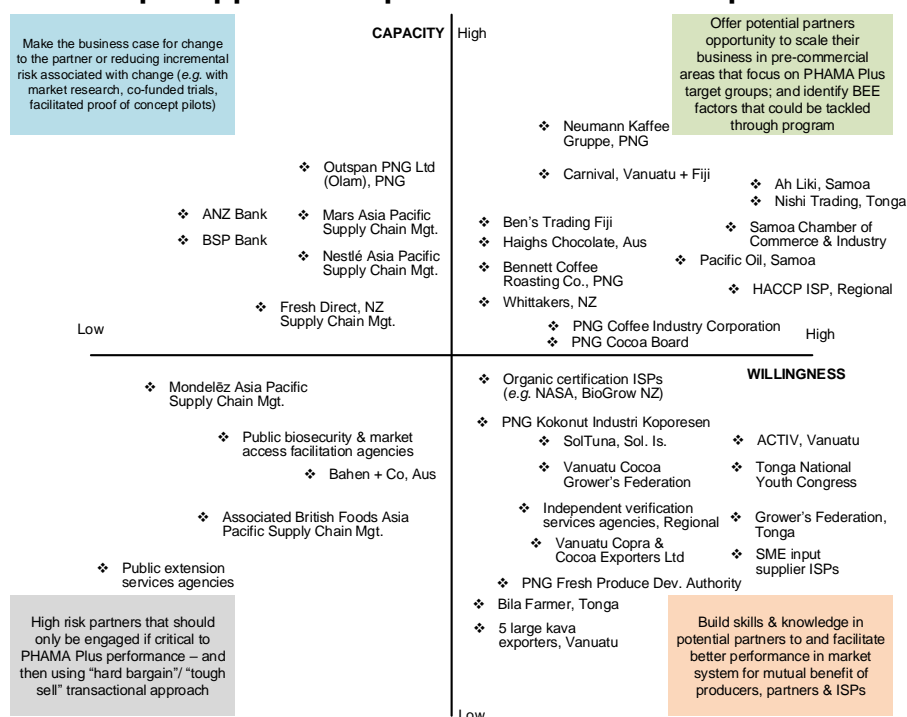 CAPACITY
High
Make the business case for change
to the partner or reducing incremental
risk associated with change (e.g. with
market research, co-funded trials,
facilitated proof of concept pilots)
Offer potential partners
opportunity to scale their
business in pre-commercial
areas that focus on PHAMA Plus
target groups; and identify BEE
factors that could be tackled
through program
❖ Outspan PNG Ltd
(Olam), PNG
❖ ANZ Bank
❖ Mars Asia Pacific
Supply Chain Mgt.
❖ BSP Bank
❖ Nestlé Asia Pacific
Supply Chain Mgt.
❖ Fresh Direct, NZ
Supply Chain Mgt.
Low
❖ Neumann Kaffee
Gruppe, PNG
❖ Carnival, Vanuatu + Fiji
❖ Ah Liki, Samoa
❖ Nishi Trading, Tonga
❖ Ben's Trading Fiji
❖ Haighs Chocolate, Aus
❖ Samoa Chamber of
Commerce & Industry
❖ Bennett Coffee
Roasting Co., PNG
❖ Pacific Oil, Samoa
❖ HACCP ISP, Regional
❖ Whittakers, NZ
❖ PNG Coffee Industry Corporation
❖ PNG Cocoa Board
High
WILLINGNESS
❖ Mondelēz Asia Pacific
Supply Chain Mgt.
❖ Public biosecurity & market
access facilitation agencies
❖ Bahen + Co, Aus
❖ Associated British Foods Asia
Pacific Supply Chain Mgt.
❖ Public extension
services agencies
High risk partners that should
only be engaged if critical to
PHAMA Plus performance – and
then using "hard bargain"/ "tough
sell" transactional approach
❖ Organic certification ISPs
(e.g. NASA, BioGrow NZ)
❖ PNG Kokonut Industri Koporesen
❖ SolTuna, Sol. Is.
❖ ACTIV, Vanuatu
❖ Vanuatu Cocoa
Grower's Federation
❖ Tonga National
Youth Congress
❖ Independent verification
services agencies, Regional
❖ Grower's Federation,
Tonga
❖ Vanuatu Copra &
Cocoa Exporters Ltd
❖ SME input
supplier ISPs
❖ PNG Fresh Produce Dev. Authority
❖ Bila Farmer, Tonga
❖ 5 large kava
exporters, Vanuatu
Build skills & knowledge in
potential partners to and facilitate
better performance in market
system for mutual benefit of
producers, partners & ISPs
Low